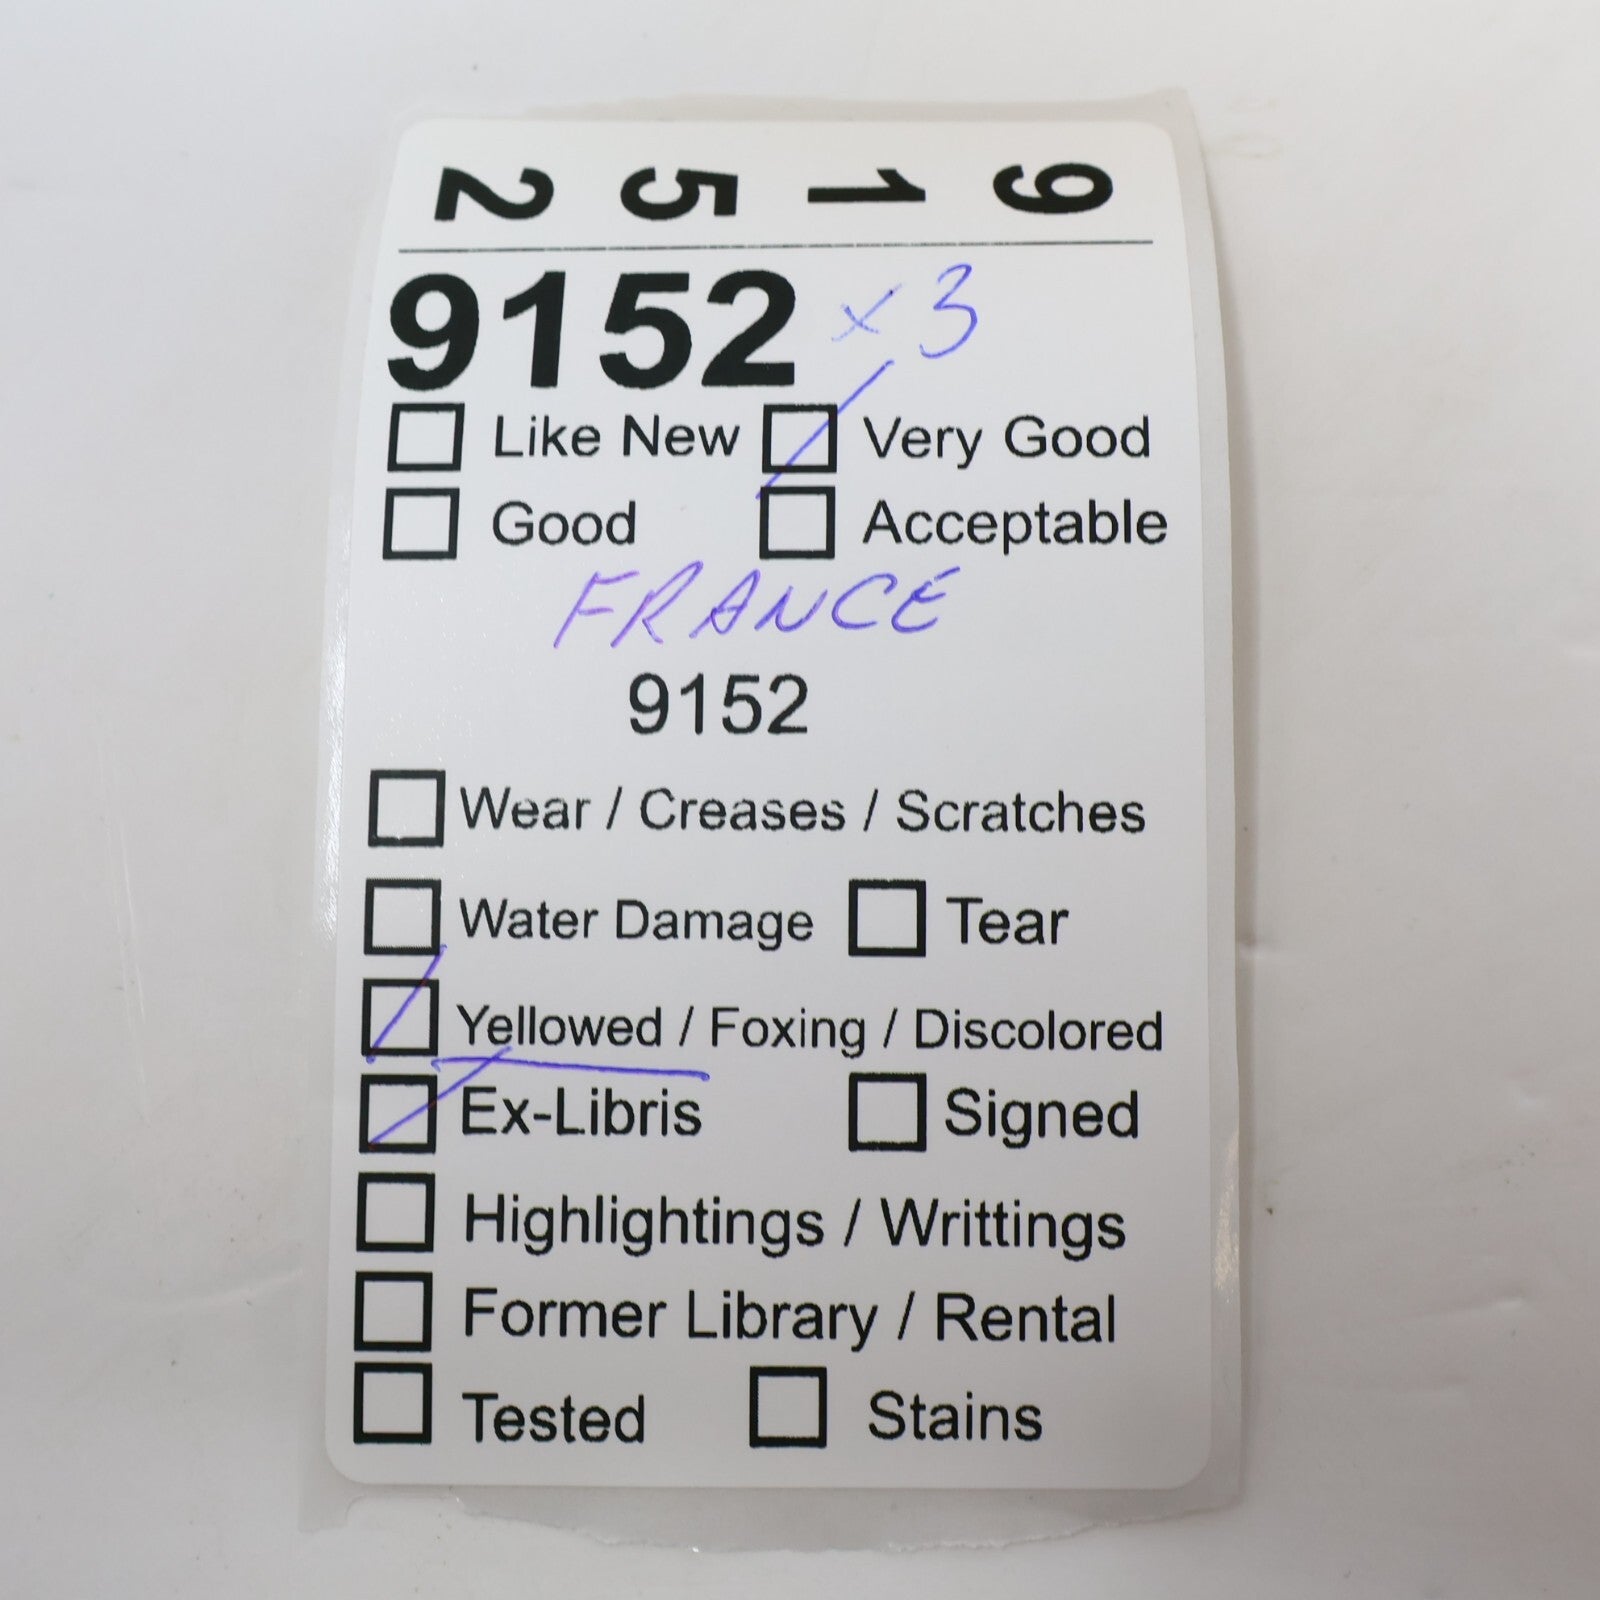 9 1 5 2
9152 x 3
Like New Very Good
Good Acceptable
FRANCE
9152
Wear / Creases / Scratches
Water Damage Tear
Yellowed / Foxing / Discolored
Ex-Libris Signed
Highlightings / Writtings
Former Library / Rental
Tested Stains